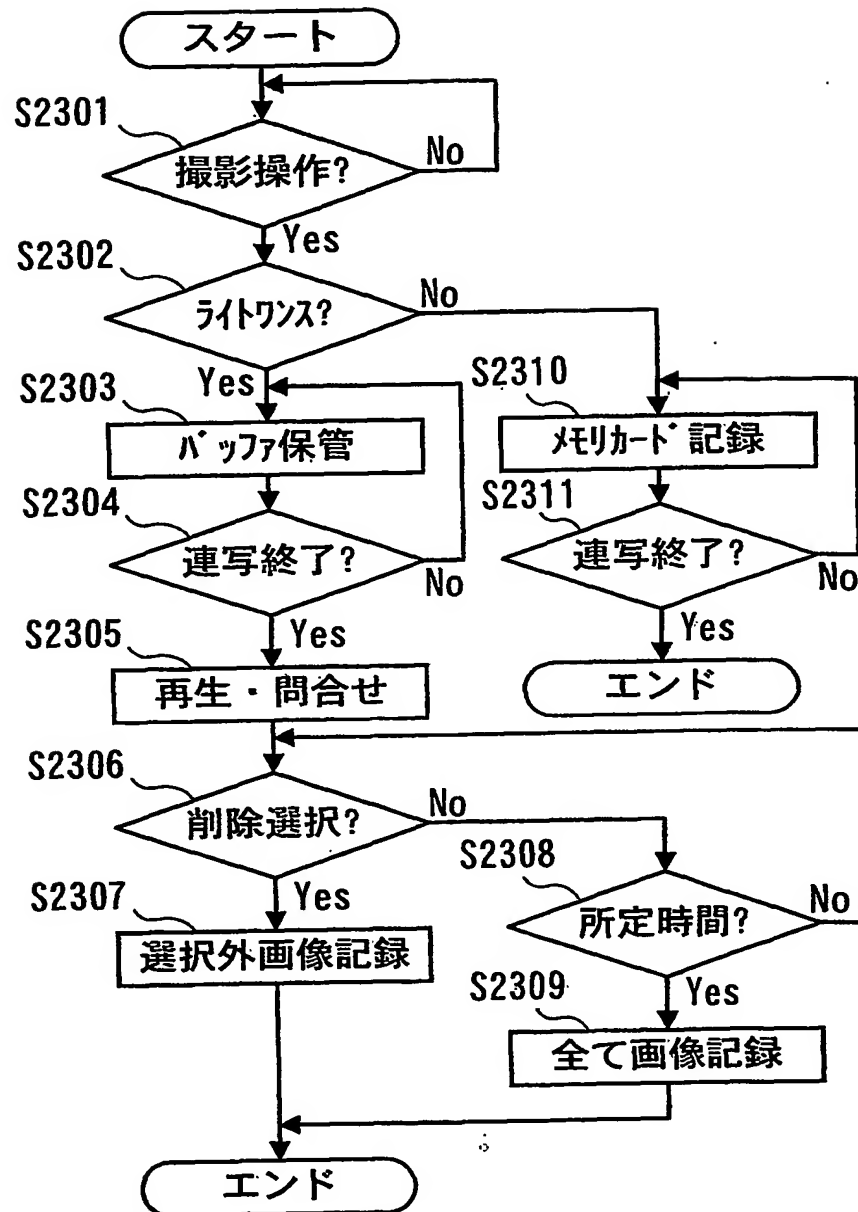 スタート
S2301
撮影操作?
No
Yes
S2302
ライトワンス?
No
Yes
S2303
バッファ保管
S2310
メモリカード記録
S2304
連写終了?
No
S2311
連写終了?
No
Yes
Yes
S2305
再生・問合せ
エンド
S2306
削除選択?
No
Yes
S2308
所定時間?
No
Yes
S2307
選択外画像記録
S2309
全て画像記録
エンド